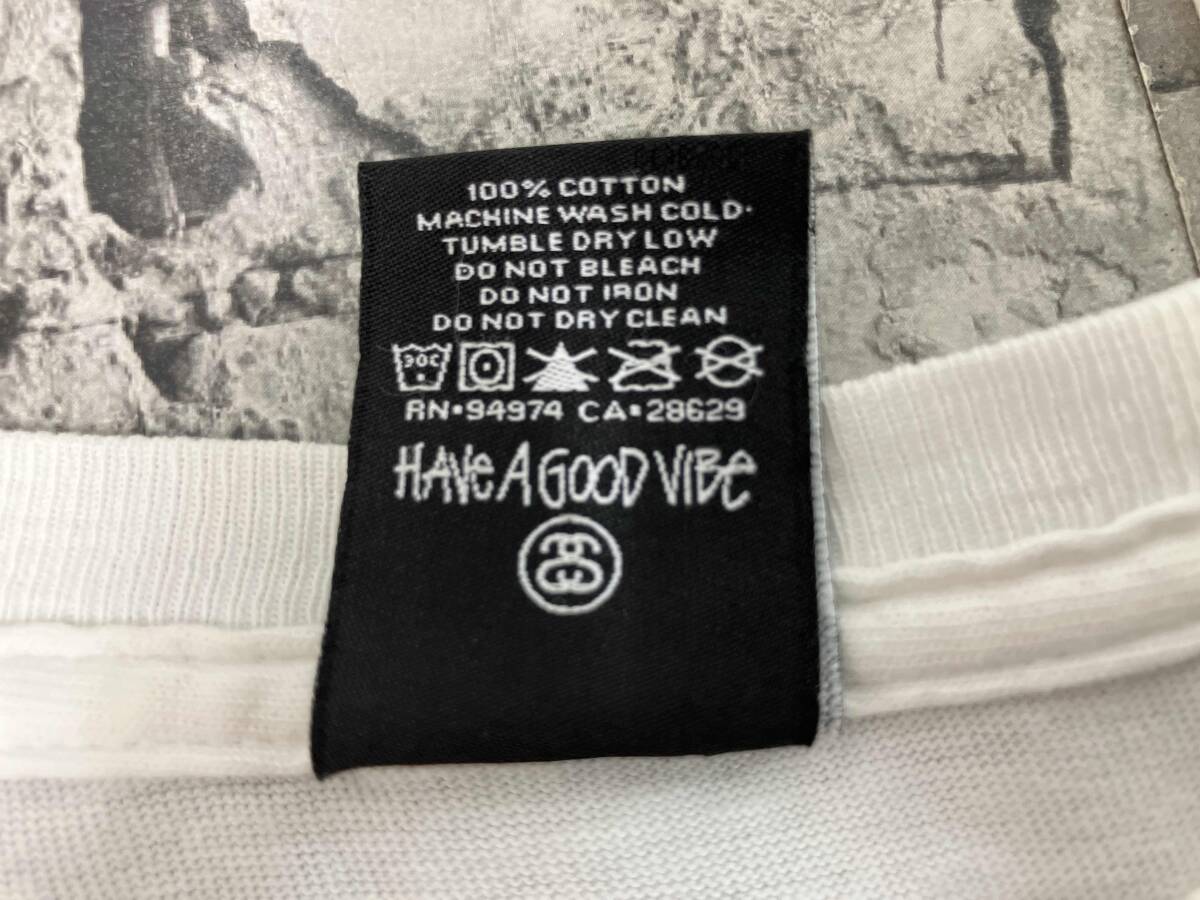 100% COTTON
MACHINE WASH COLD·
TUMBLE DRY LOW
DO NOT BLEACH
DO NOT IRON
DO NOT DRY CLEAN
30C
RN·94974 CA·28629
HAVE A GOOD VIBE